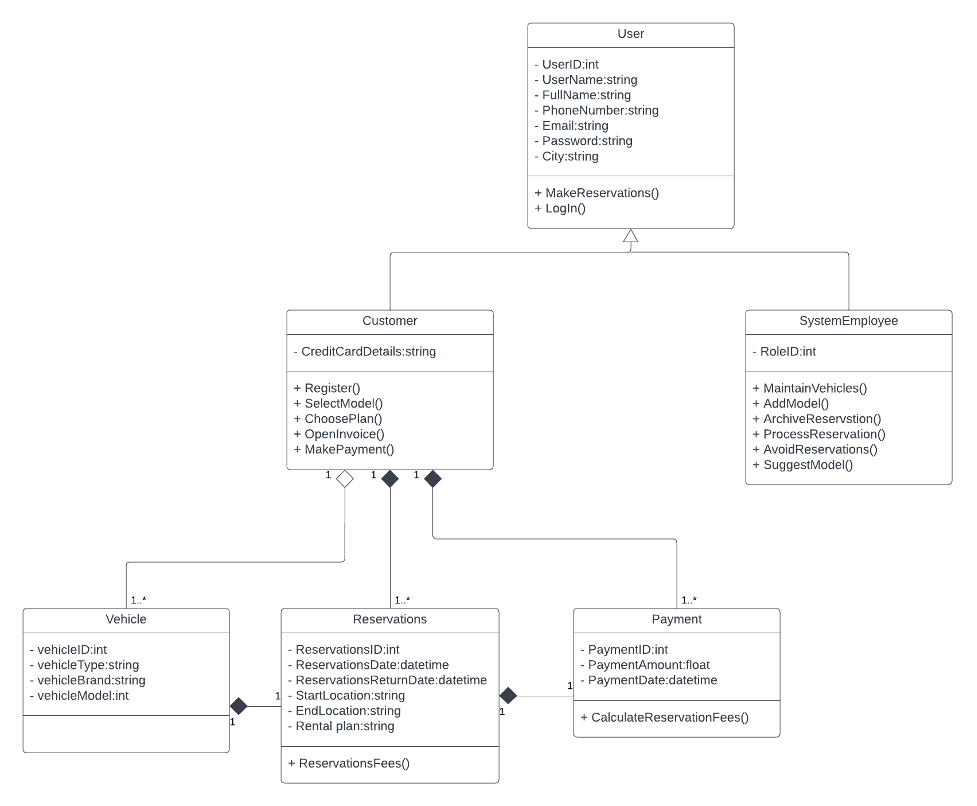 User
- UserID:int
- UserName:string
- FullName:string
- PhoneNumber:string
- Email:string
- Password:string
- City:string
+ MakeReservations()
+ LogIn()
Customer
- CreditCardDetails:string
+ Register()
+ SelectModel()
+ ChoosePlan()
+ OpenInvoice()
+ MakePayment()
SystemEmployee
- RoleID:int
+ MaintainVehicles()
+ AddModel()
+ ArchiveReservstion()
+ ProcessReservation()
+ AvoidReservations()
+ SuggestModel()
1
1
1
1..*
1..*
1..*
Vehicle
- vehicleID:int
- vehicleType:string
- vehicleBrand:string
- vehicleModel:int
1
1
Reservations
- ReservationsID:int
- ReservationsDate:datetime
- ReservationsReturnDate:datetime
- StartLocation:string
- EndLocation:string
- Rental plan:string
+ ReservationsFees()
1
1
Payment
- PaymentID:int
- PaymentAmount:float
- PaymentDate:datetime
+ CalculateReservationFees()